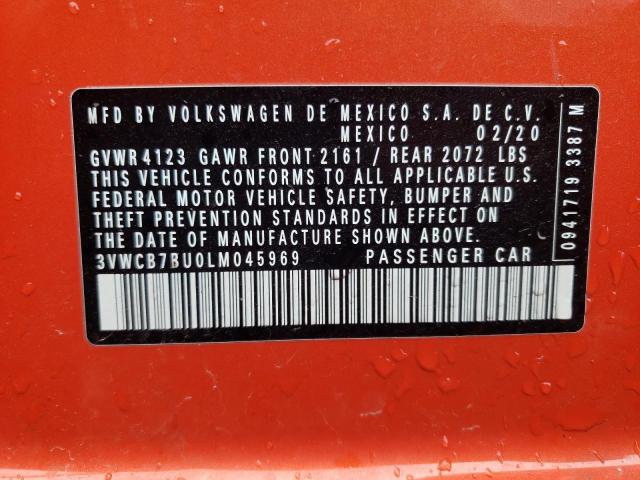 MFD BY VOLKSWAGEN DE MEXICO S.A. DE C.V.
MEXICO 02/20
GVWR 4123 GAWR FRONT 2161 / REAR 2072 LBS
THIS VEHICLE CONFORMS TO ALL APPLICABLE U.S.
FEDERAL MOTOR VEHICLE SAFETY, BUMPER AND
THEFT PREVENTION STANDARDS IN EFFECT ON
THE DATE OF MANUFACTURE SHOWN ABOVE.
3VWCB7BU0LM045969 PASSENGER CAR
0941719 3387 M